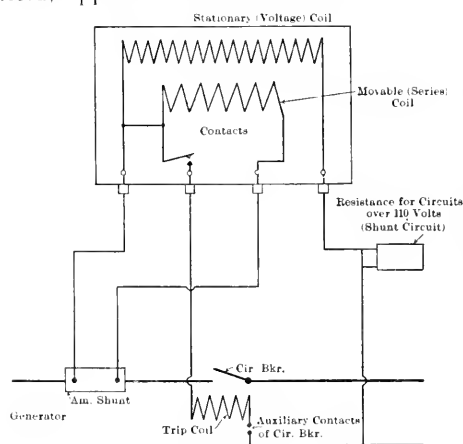 Stationary (Voltage) Coil
Movable (Series)
Coil
Contacts
Resistance for Circuits
over 110 Volts
(Shunt Circuit)
Cir. Bkr.
Am. Shunt
Generator
Trip Coil
Auxiliary Contacts
of Cir. Bkr.